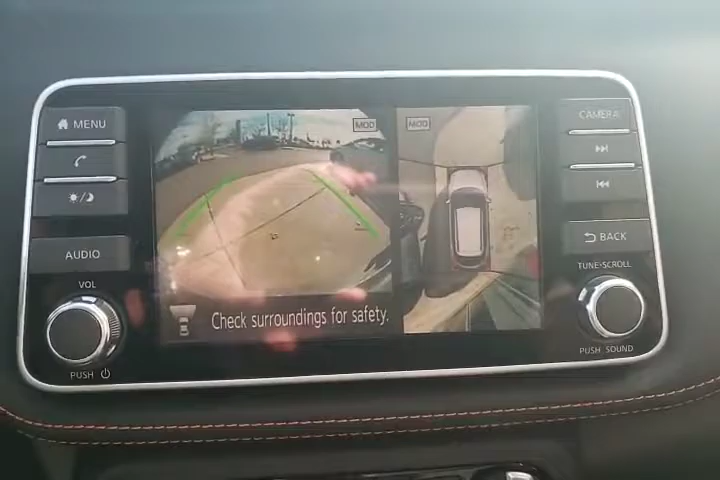 MENU
AUDIO
VOL
PUSH
MOD
MOD
Check surroundings for safety.
CAMERA
BACK
TUNE·SCROLL
PUSH SOUND